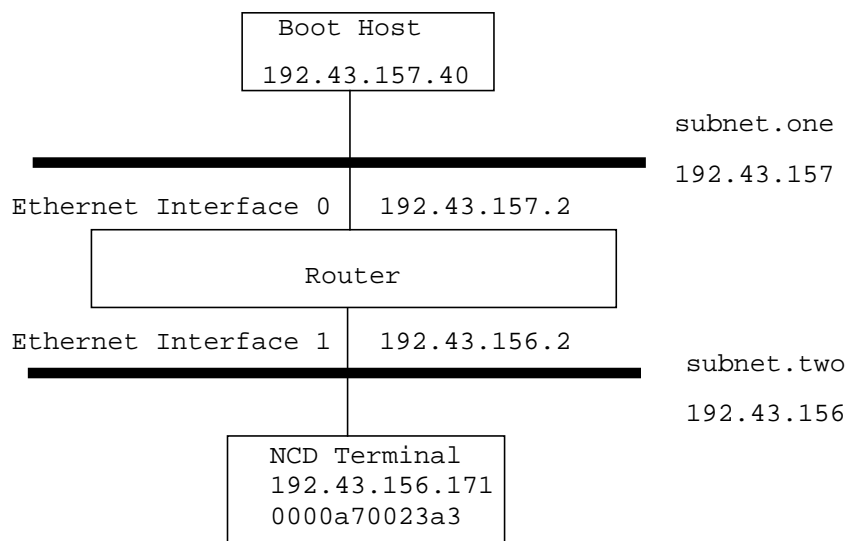 Boot Host
192.43.157.40
subnet.one
192.43.157
Ethernet Interface 0 192.43.157.2
Router
Ethernet Interface 1 192.43.156.2
subnet.two
192.43.156
NCD Terminal
192.43.156.171
0000a70023a3